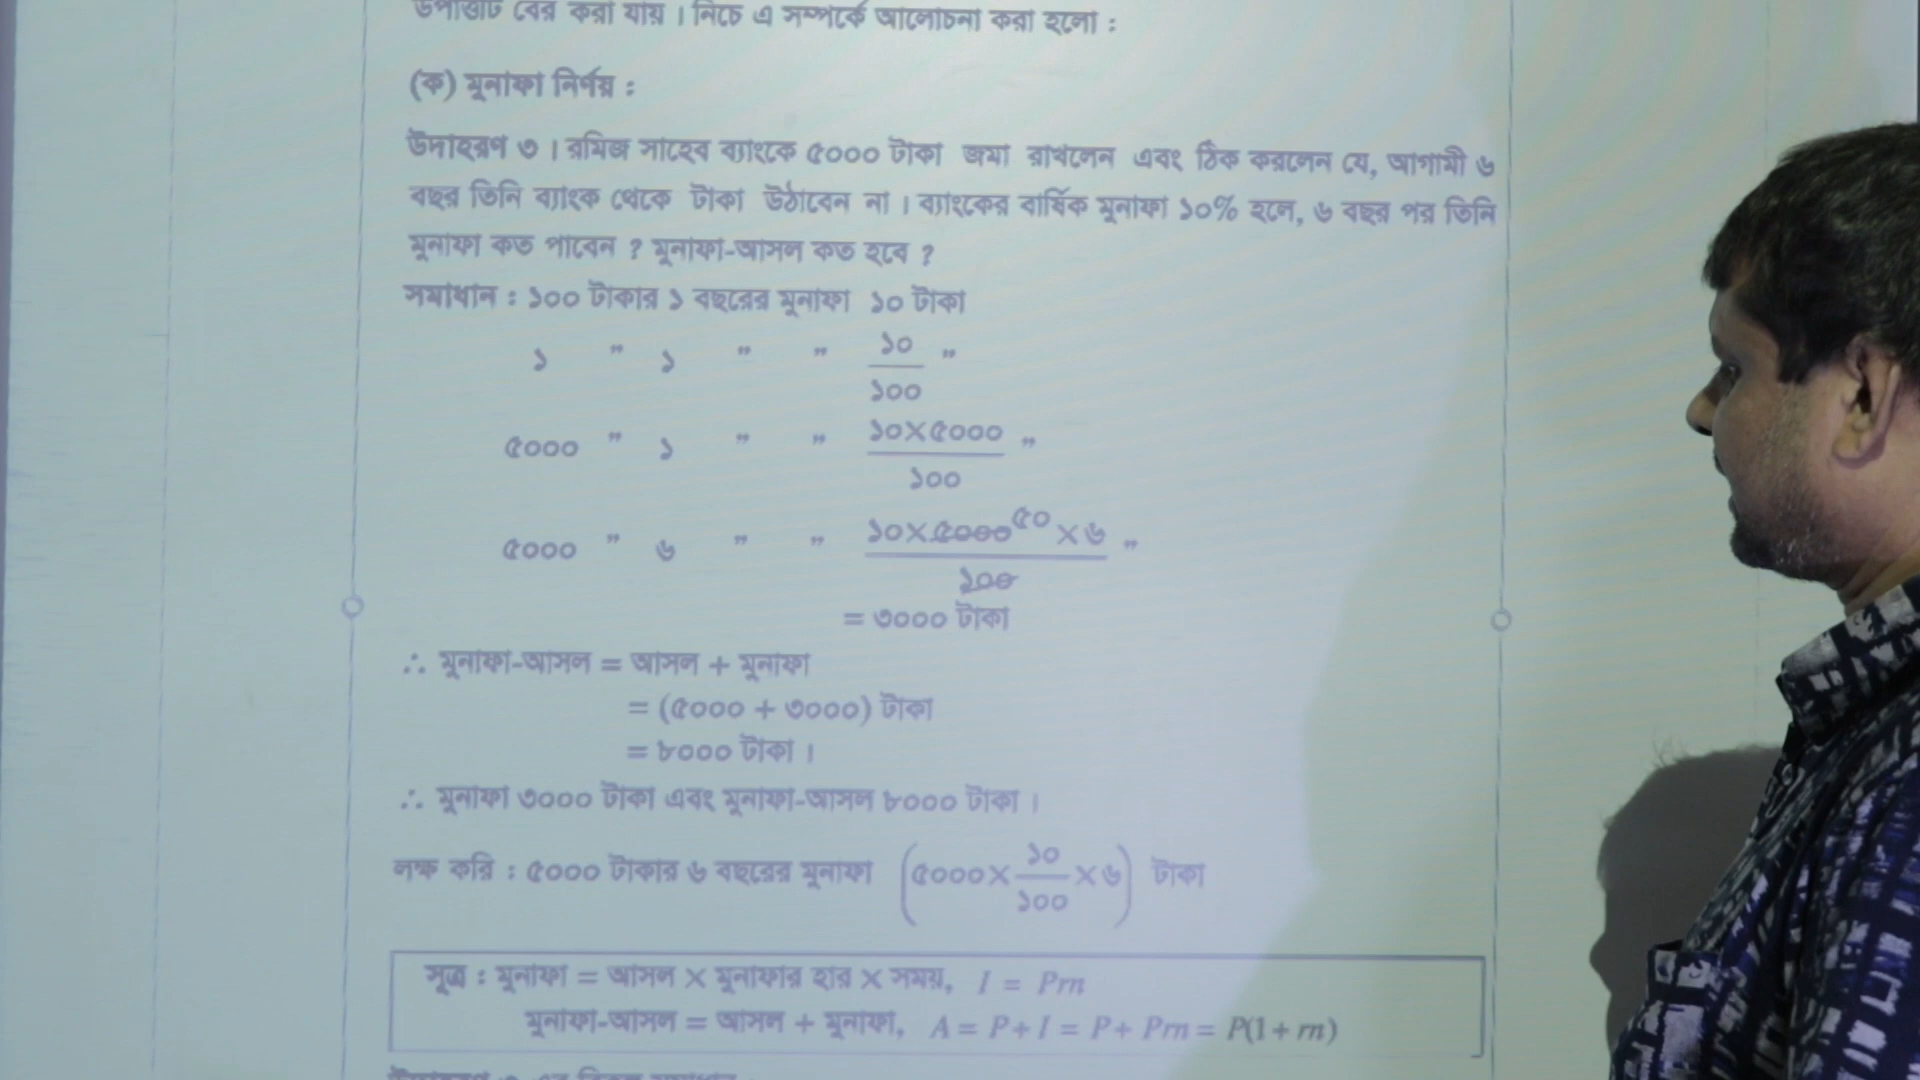 বের করা যায়। নিচে এ সম্পর্কে আলোচনা করা হলো :
(ক) মুনাফা নির্ণয় :
উদাহরণ ৩। রমিজ সাহেব ব্যাংকে ৫০০০ টাকা জমা রাখলেন এবং ঠিক করলেন যে, আগামী ৬
বছর তিনি ব্যাংক থেকে টাকা উঠাবেন না। ব্যাংকের বার্ষিক মুনাফা ১০% হলে, ৬ বছর পর তিনি
মুনাফা কত পাবেন ? মুনাফা-আসল কত হবে ?
সমাধান : ১০০ টাকার ১ বছরের মুনাফা ১০ টাকা
১ " ১ " " ১০/১০০ "
৫০০০ " ১ " " ১০×৫০০০/১০০ "
৫০০০ " ৬ " " ১০×৫০০০^৫০ ×৬/১০০ "
= ৩০০০ টাকা
∴ মুনাফা-আসল = আসল + মুনাফা
= (৫০০০ + ৩০০০) টাকা
= ৮০০০ টাকা।
∴ মুনাফা ৩০০০ টাকা এবং মুনাফা-আসল ৮০০০ টাকা।
লক্ষ করি : ৫০০০ টাকার ৬ বছরের মুনাফা (৫০০০×১০/১০০×৬) টাকা
সূত্র : মুনাফা = আসল × মুনাফার হার × সময়, I = Prn
মুনাফা-আসল = আসল + মুনাফা, A = P + I = P + Prn = P(1 + rn)